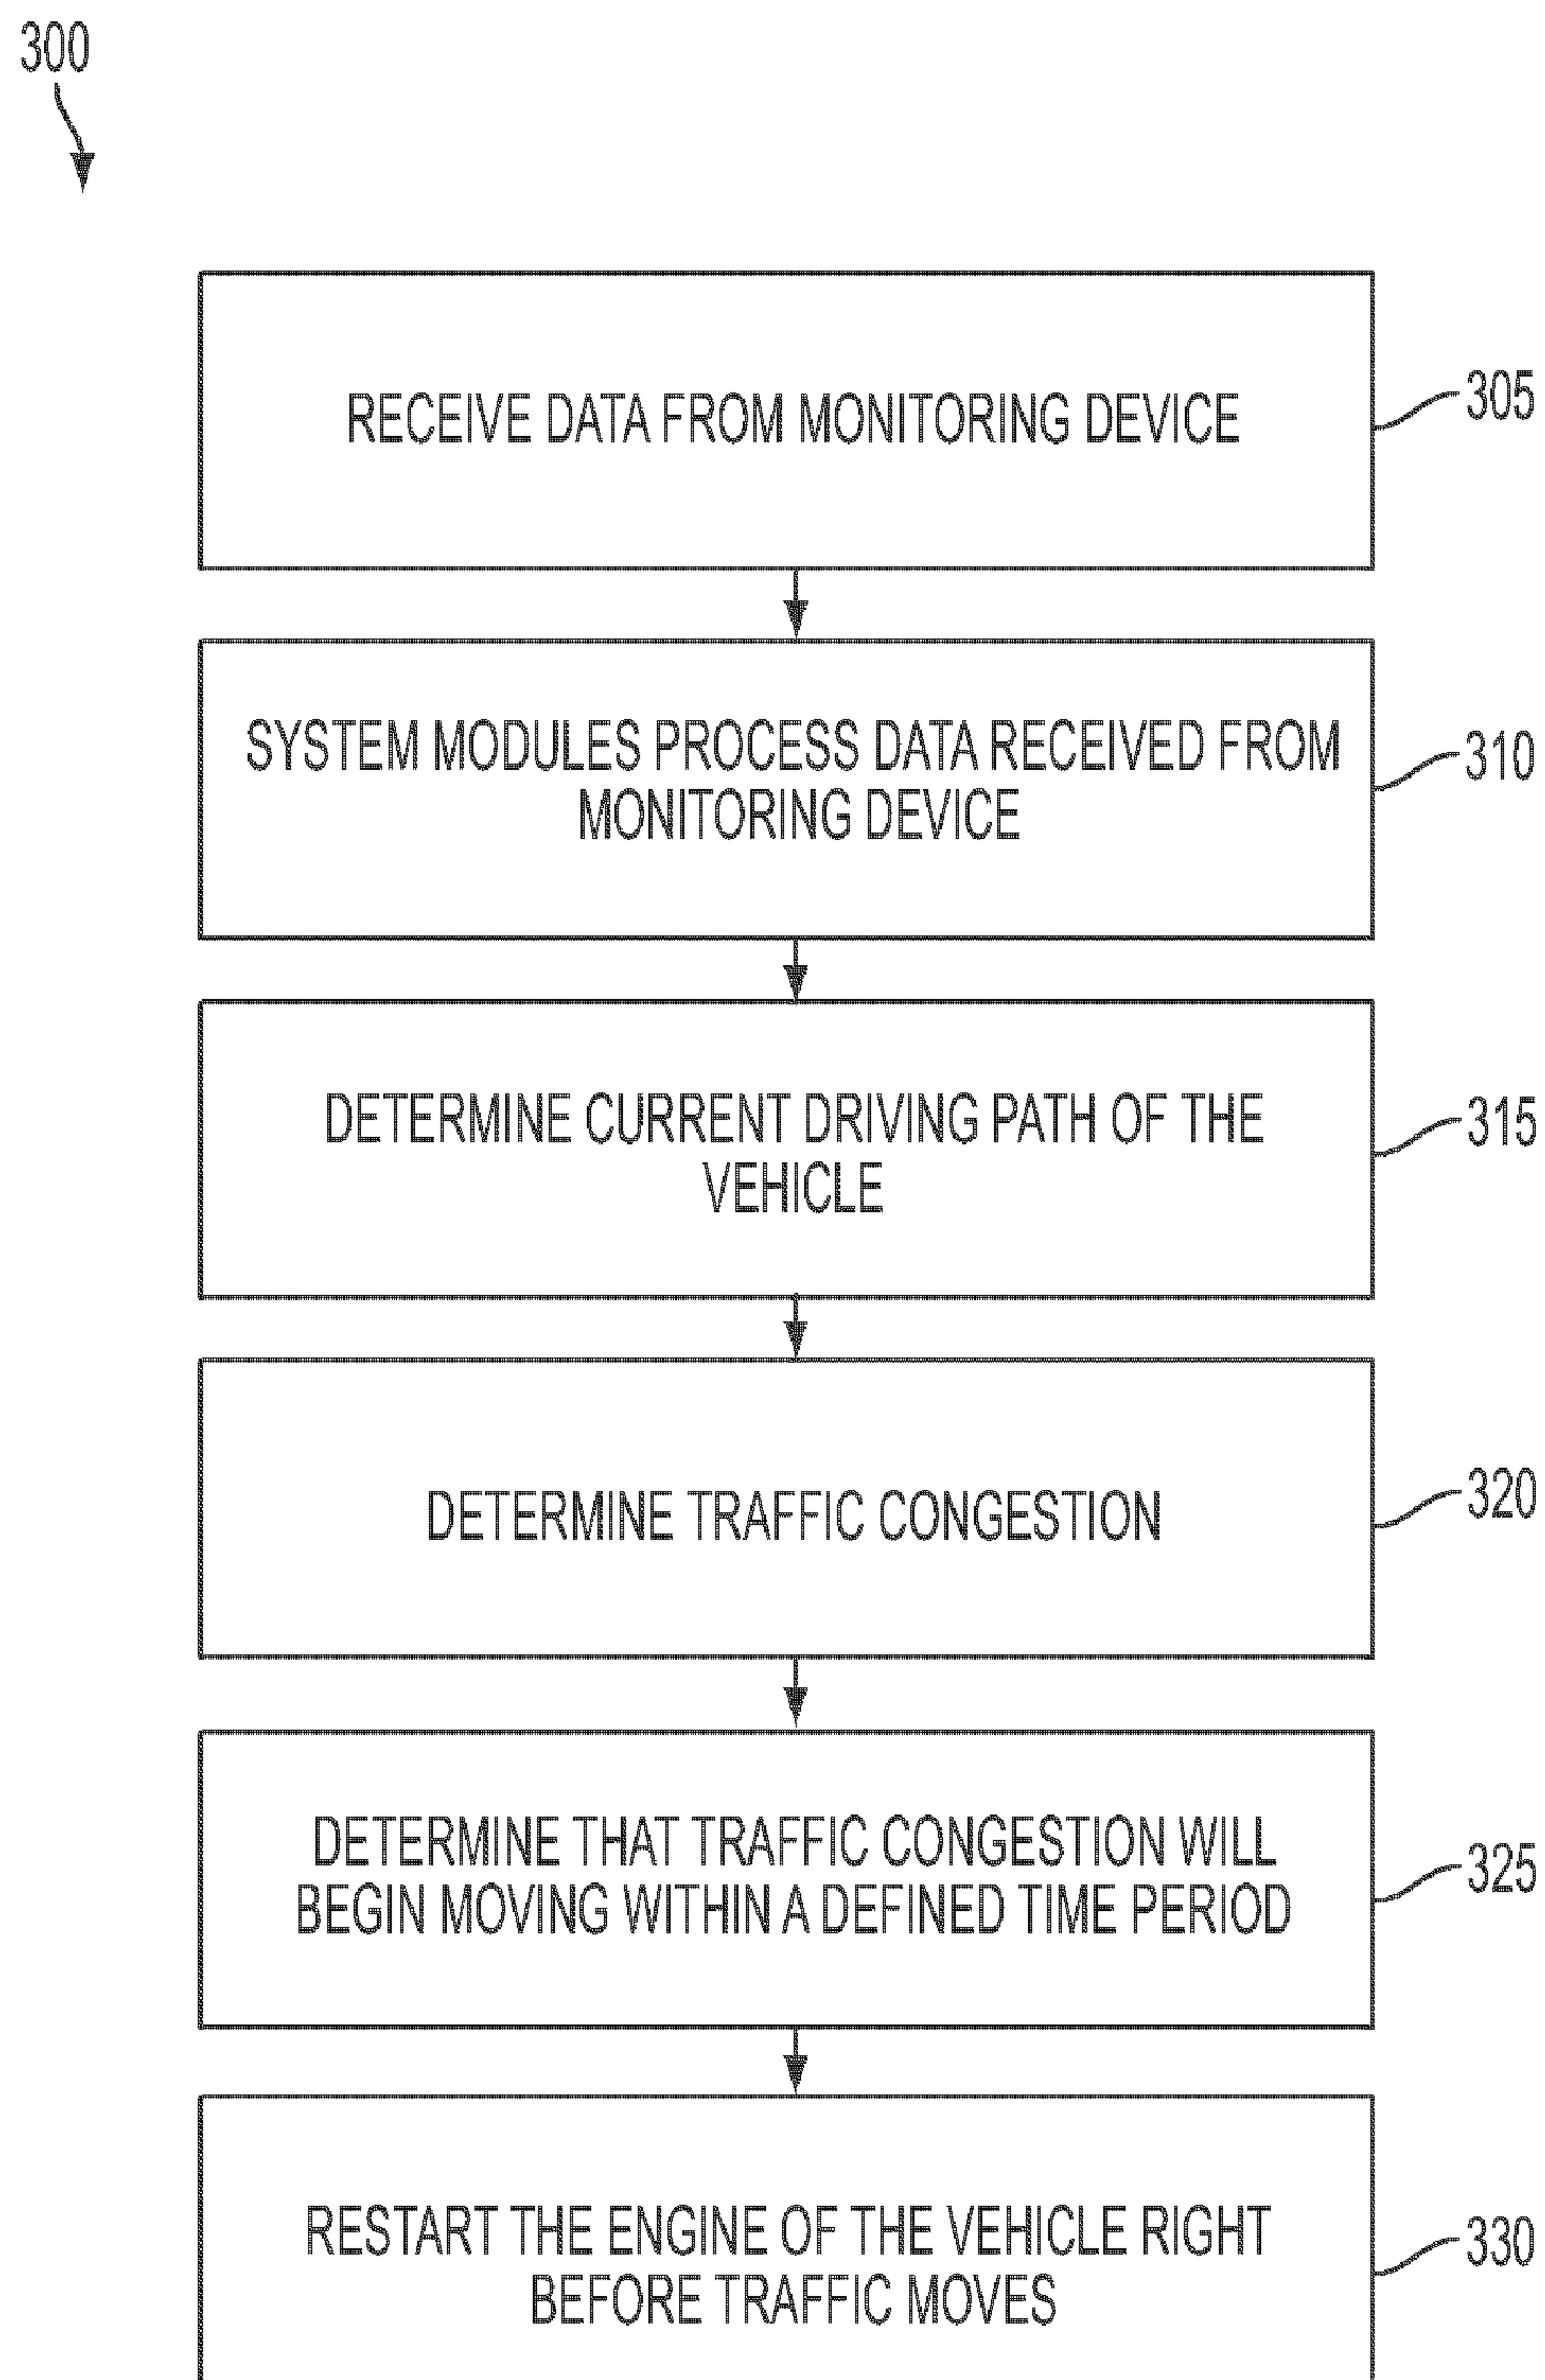 300
RECEIVE DATA FROM MONITORING DEVICE
305
SYSTEM MODULES PROCESS DATA RECEIVED FROM
MONITORING DEVICE
310
DETERMINE CURRENT DRIVING PATH OF THE
VEHICLE
315
DETERMINE TRAFFIC CONGESTION
320
DETERMINE THAT TRAFFIC CONGESTION WILL
BEGIN MOVING WITHIN A DEFINED TIME PERIOD
325
RESTART THE ENGINE OF THE VEHICLE RIGHT
BEFORE TRAFFIC MOVES
330